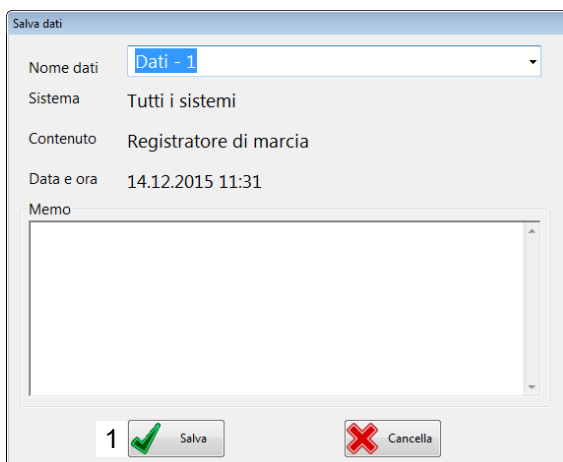 Salva dati
Nome dati Dati - 1
Sistema Tutti i sistemi
Contenuto Registratore di marcia
Data e ora 14.12.2015 11:31
Memo
1 Salva Cancella